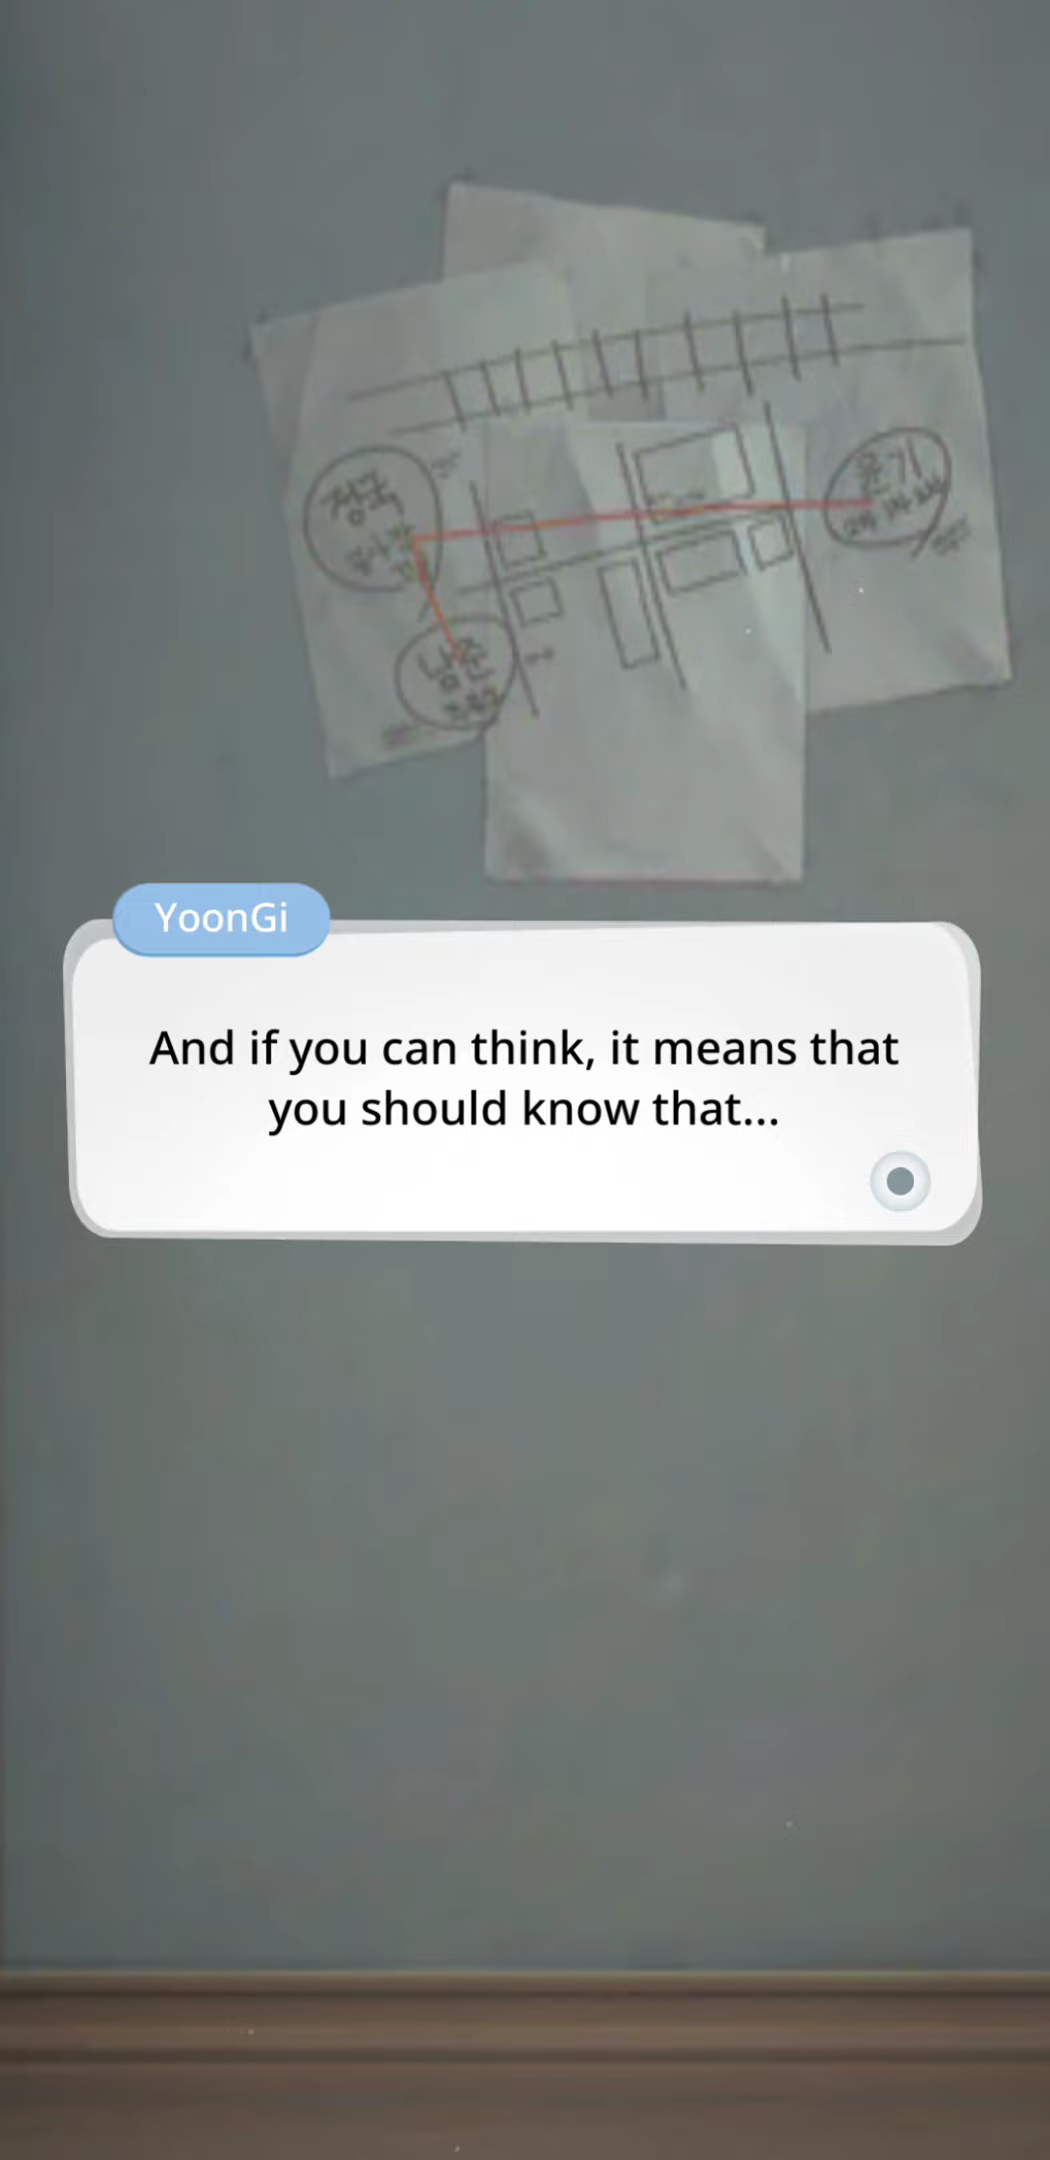 정국
윤기
남준
YoonGi
And if you can think, it means that
you should know that...